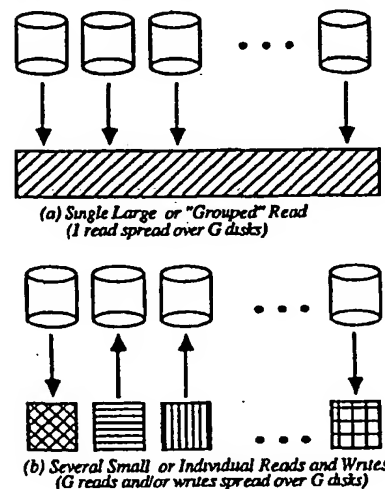 (a) Single Large or "Grouped" Read
(1 read spread over G disks)
(b) Several Small or Individual Reads and Writes
(G reads and/or writes spread over G disks)